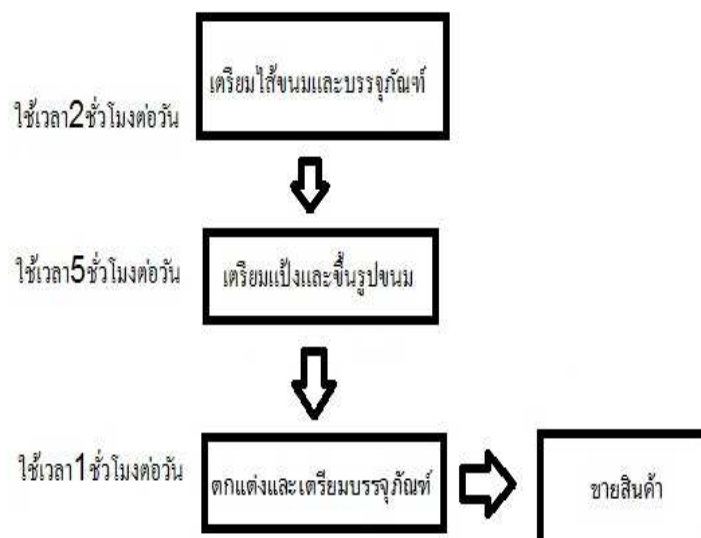 เตรียมไส้ขนมและบรรจุภัณฑ์
ใช้เวลา2ชั่วโมงต่อวัน
ใช้เวลา5ชั่วโมงต่อวัน
เตรียมแป้งและขึ้นรูปขนม
ใช้เวลา1ชั่วโมงต่อวัน
ตกแต่งและเตรียมบรรจุภัณฑ์
ขายสินค้า